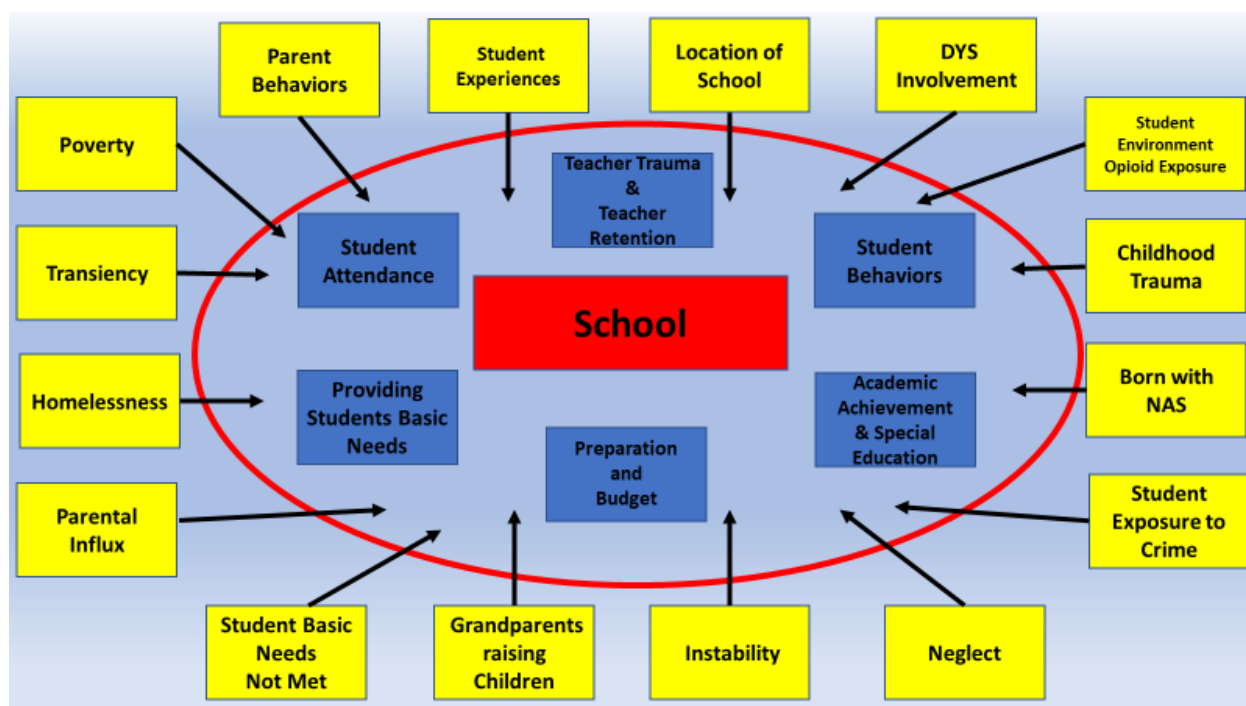 Parent
Behaviors
Student
Experiences
Location of
School
DYS
Involvement
Poverty
Student
Environment
Opioid Exposure
Teacher Trauma
&
Teacher
Retention
Student
Attendance
Student
Behaviors
Transiency
Childhood
Trauma
School
Homelessness
Providing
Students Basic
Needs
Academic
Achievement
& Special
Education
Born with
NAS
Preparation
and
Budget
Parental
Influx
Student
Exposure to
Crime
Student Basic
Needs
Not Met
Grandparents
raising
Children
Instability
Neglect